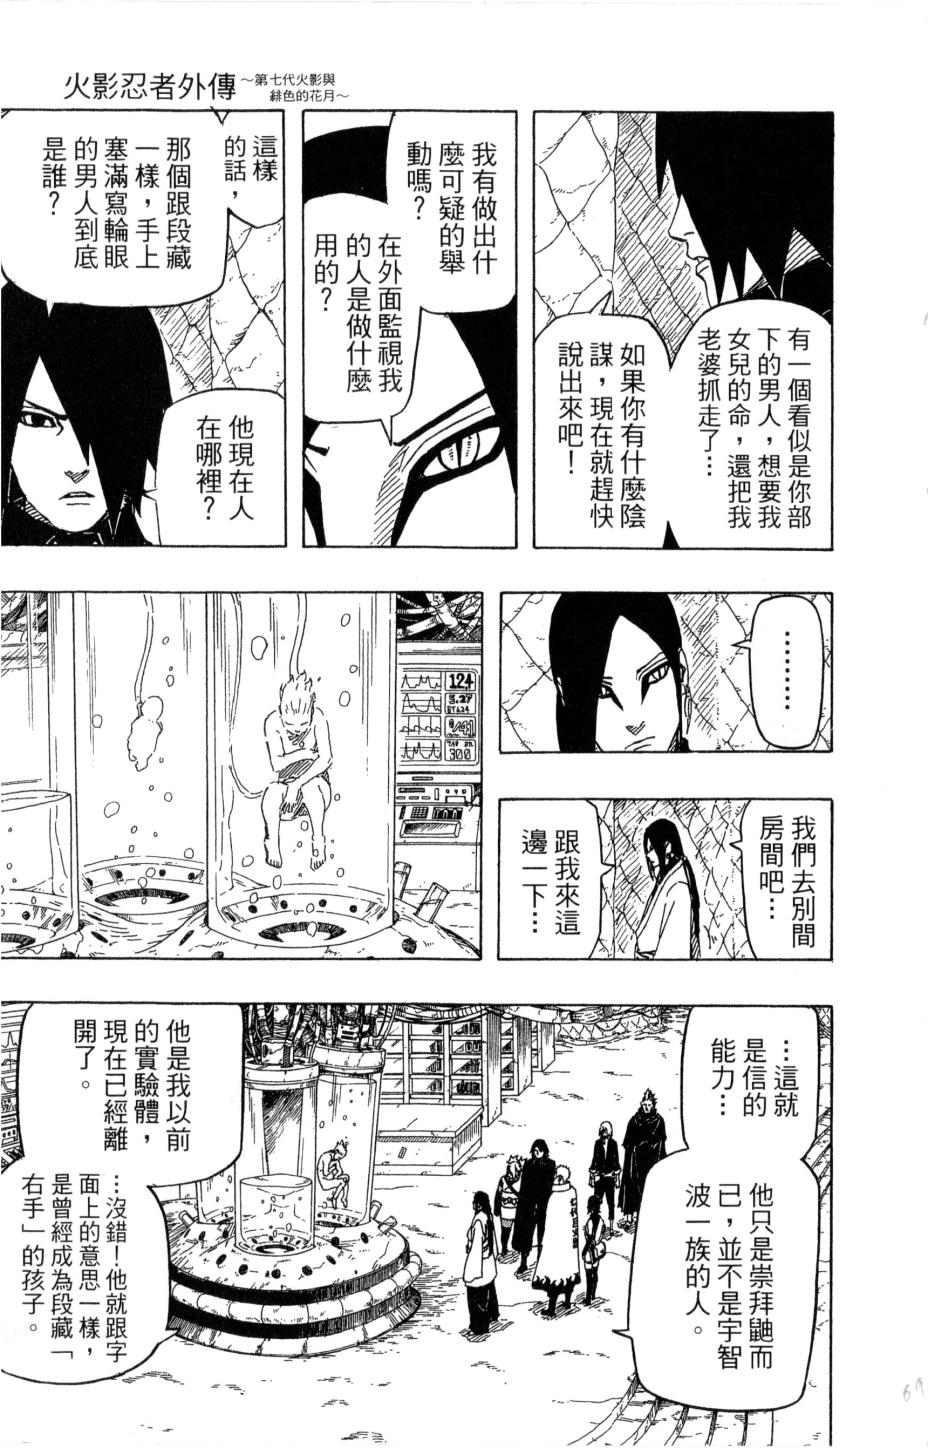 火影忍者外傳
～第七代火影與
緋色的花月～
有一個看似是你部
下的男人，想要我
女兒的命，還把我
老婆抓走了…
如果你有什麼陰
謀，現在就趕快
說出來吧！
我有做出什
麼可疑的舉
動嗎？
在外面監視我
的人是做什麼
用的？
這樣
的話，
那個跟段藏
一樣，手上
塞滿寫輪眼
的男人到底
是誰？
他現在人
在哪裡？
………
我們去別間
房間吧…
跟我來這
邊一下…
124
3.27
300
…這就
是信的
能力…
他只是崇拜鼬而
已，並不是宇智
波一族的人。
他是我以前
的實驗體，
現在已經離
開了。
…沒錯！他就跟字
面上的意思一樣，
是曾經成為段藏「
右手」的孩子。